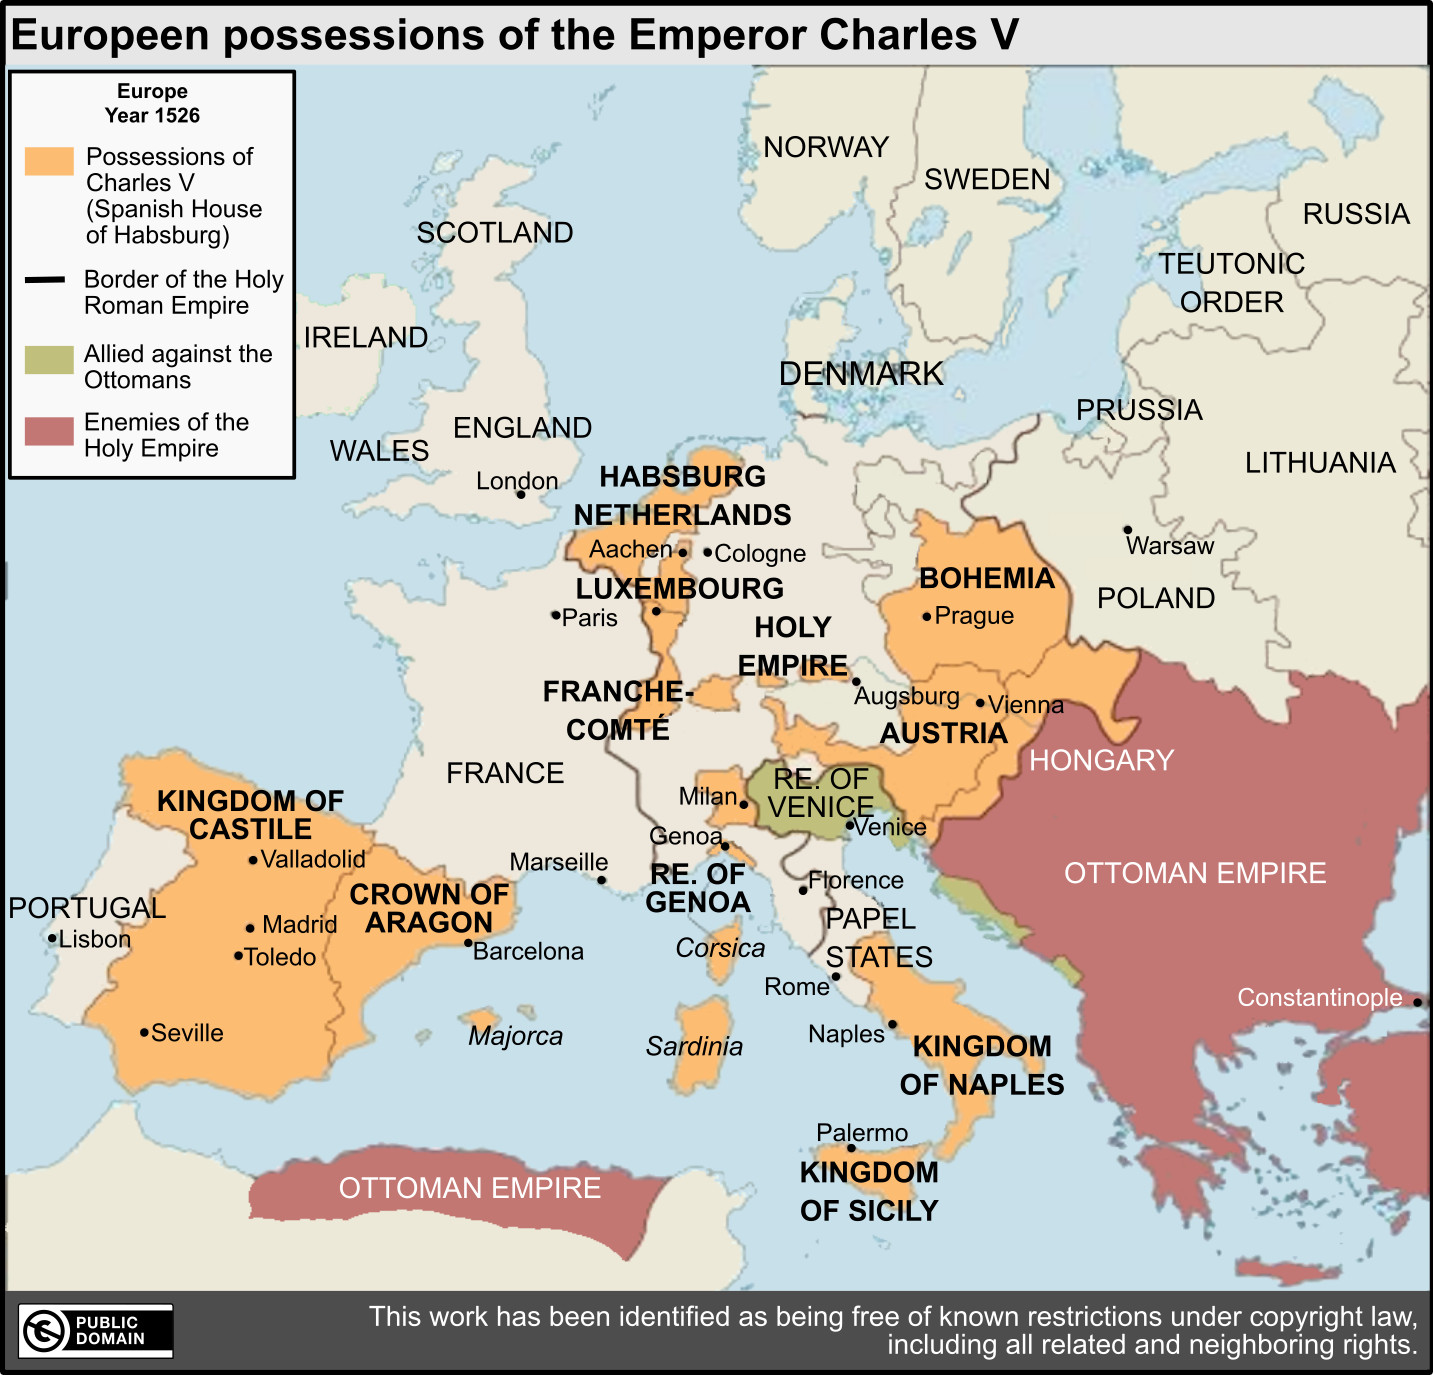 Europeen possessions of the Emperor Charles V
Europe
Year 1526
Possessions of
Charles V
(Spanish House
of Habsburg)
Border of the Holy
Roman Empire
Allied against the
Ottomans
Enemies of the
Holy Empire
NORWAY
SWEDEN
RUSSIA
SCOTLAND
TEUTONIC
ORDER
IRELAND
DENMARK
PRUSSIA
ENGLAND
WALES
LITHUANIA
London
HABSBURG
NETHERLANDS
Aachen
Cologne
Warsaw
LUXEMBOURG
BOHEMIA
POLAND
Paris
Prague
HOLY
EMPIRE
FRANCHE-
COMTÉ
Augsburg
Vienna
AUSTRIA
HONGARY
FRANCE
RE. OF
VENICE
Milan
KINGDOM OF
CASTILE
Venice
Genoa
Valladolid
Marseille
RE. OF
GENOA
OTTOMAN EMPIRE
Florence
CROWN OF
ARAGON
PORTUGAL
Lisbon
Madrid
Toledo
Barcelona
Corsica
PAPEL
STATES
Rome
Constantinople
Seville
Majorca
Sardinia
Naples
KINGDOM
OF NAPLES
Palermo
KINGDOM
OF SICILY
OTTOMAN EMPIRE
PUBLIC
DOMAIN
This work has been identified as being free of known restrictions under copyright law,
including all related and neighboring rights.